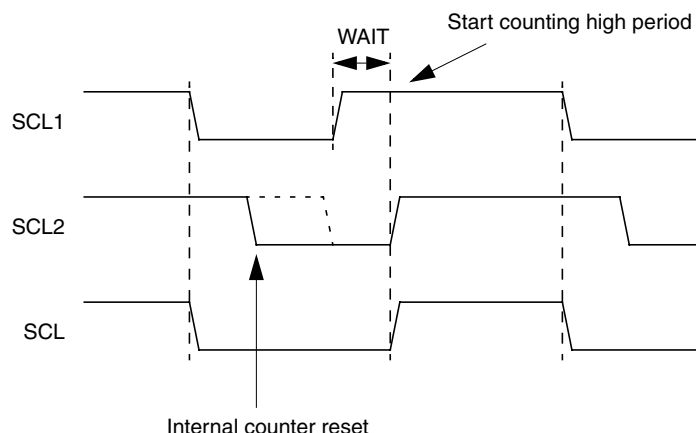 Start counting high period
WAIT
SCL1
SCL2
SCL
Internal counter reset